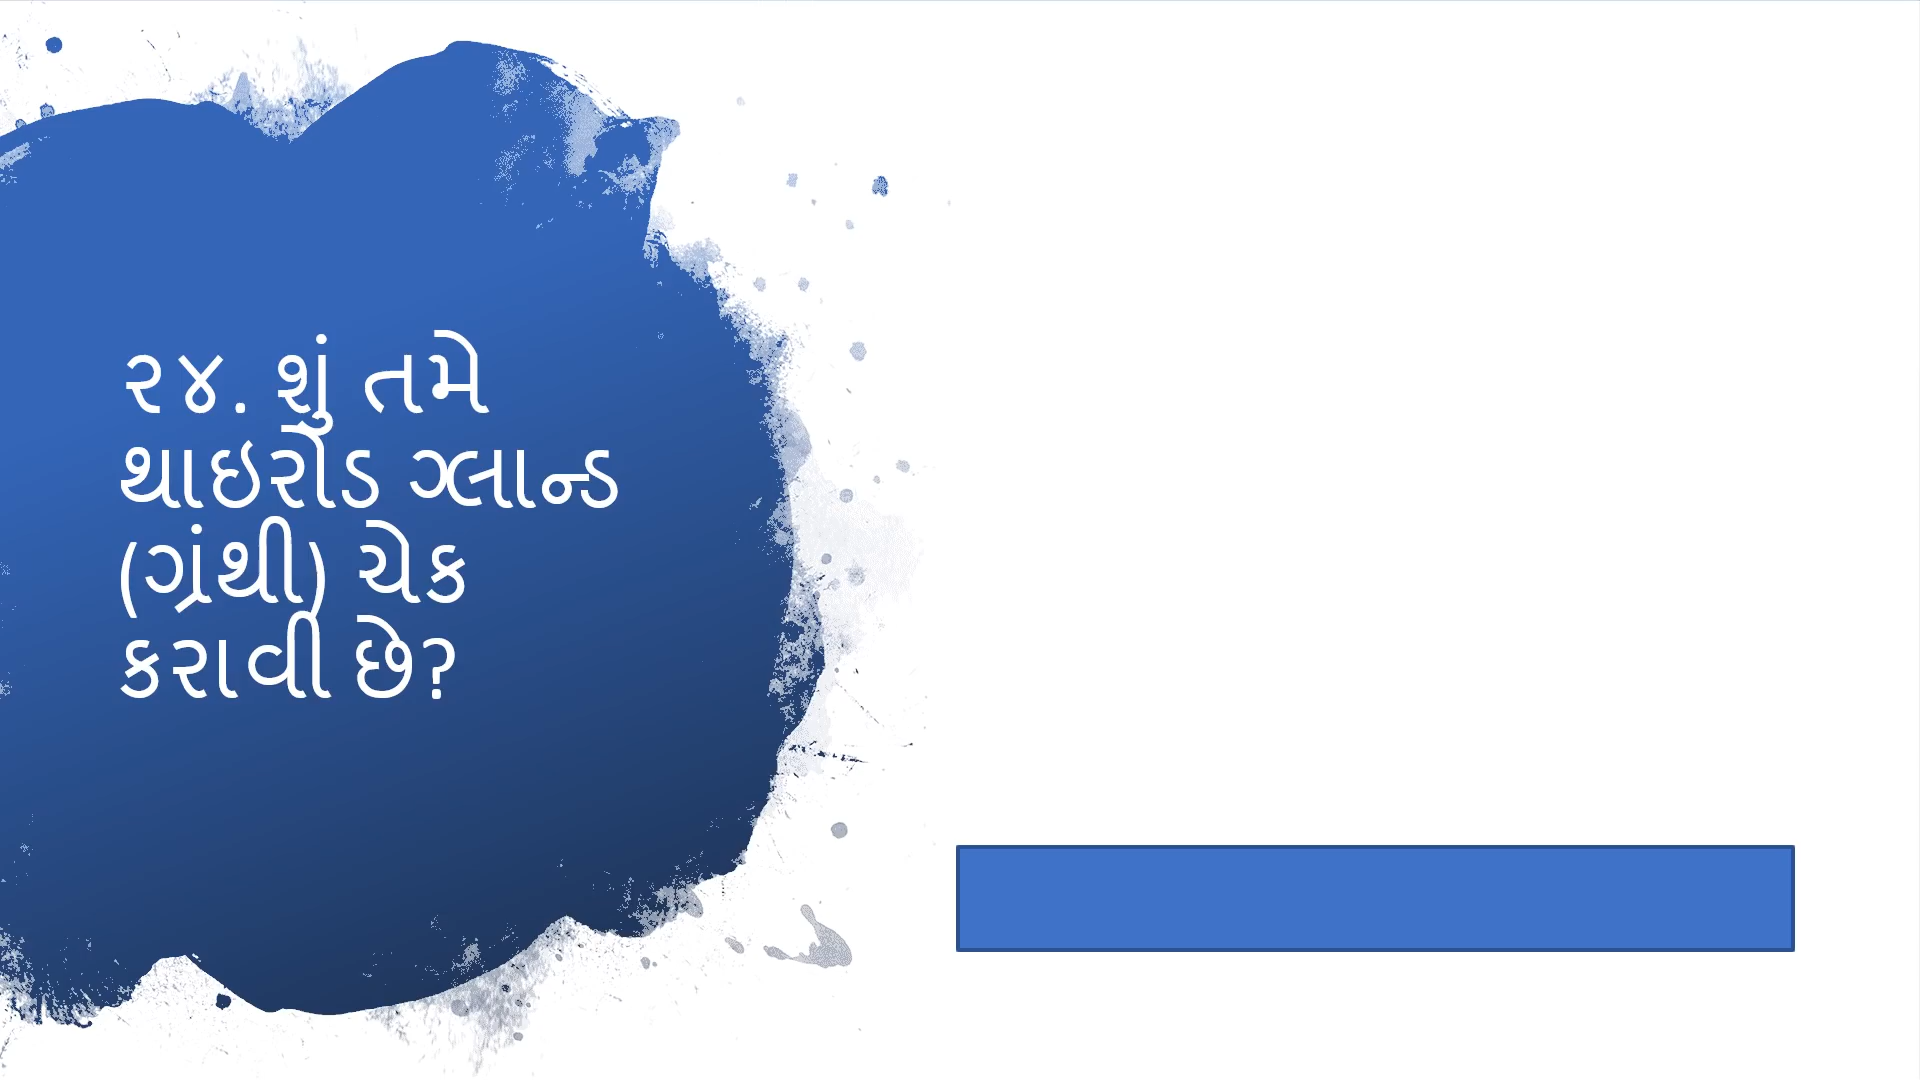 ૨૪. શું તમે
થાઇરોડ ગ્લાન્ડ
(ગ્રંથી) ચેક
કરાવી છે?